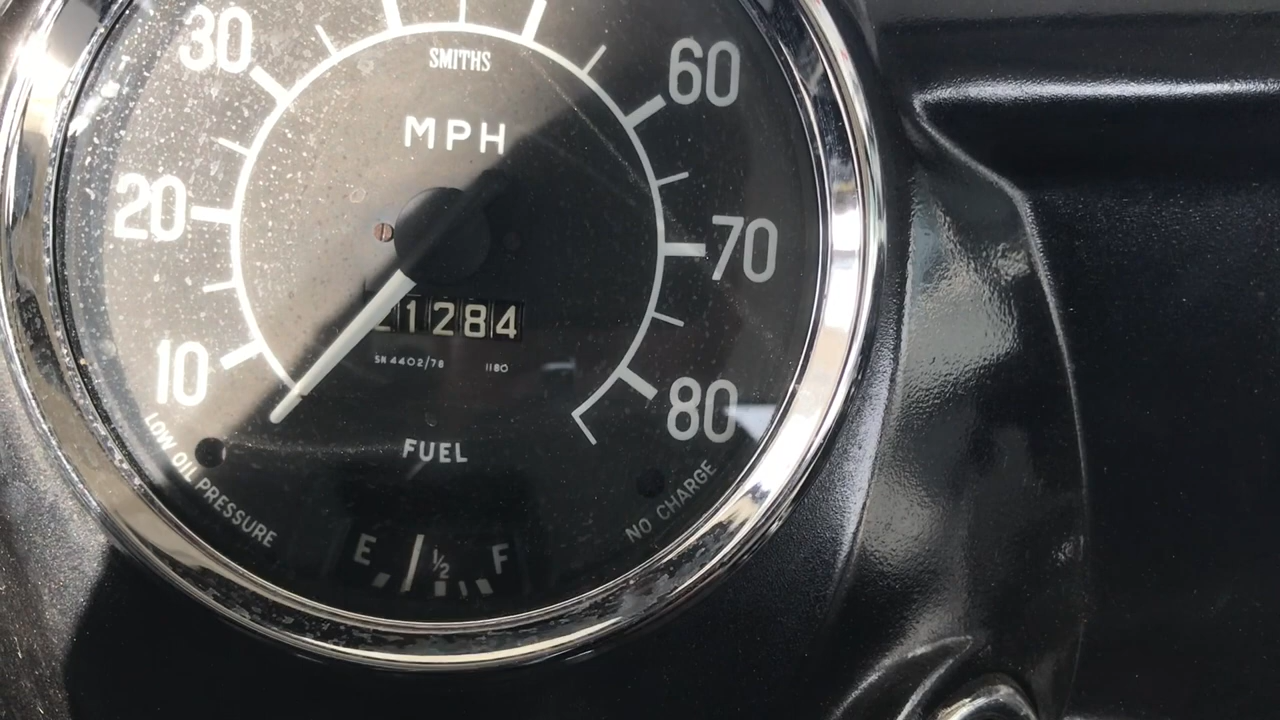 SMITHS
30
60
MPH
20
70
21284
SN 4402/78 1180
10
80
FUEL
LOW OIL PRESSURE
NO CHARGE
E ½ F